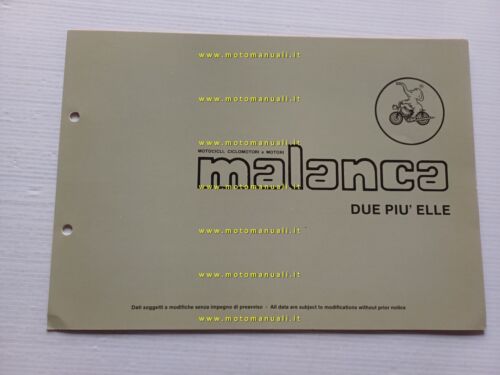 www.motomanuali.it
www.motomanuali.it
MOTOCICLI, CICLOMOTORI e MOTORI
www.motomanuali.it
malanca
www.motomanuali.it
DUE PIU' ELLE
www.motomanuali.it
www.motomanuali.it
Dati soggetti a modifiche senza impegno di preavviso - All data are subject to modifications without prior notice
www.motomanuali.it